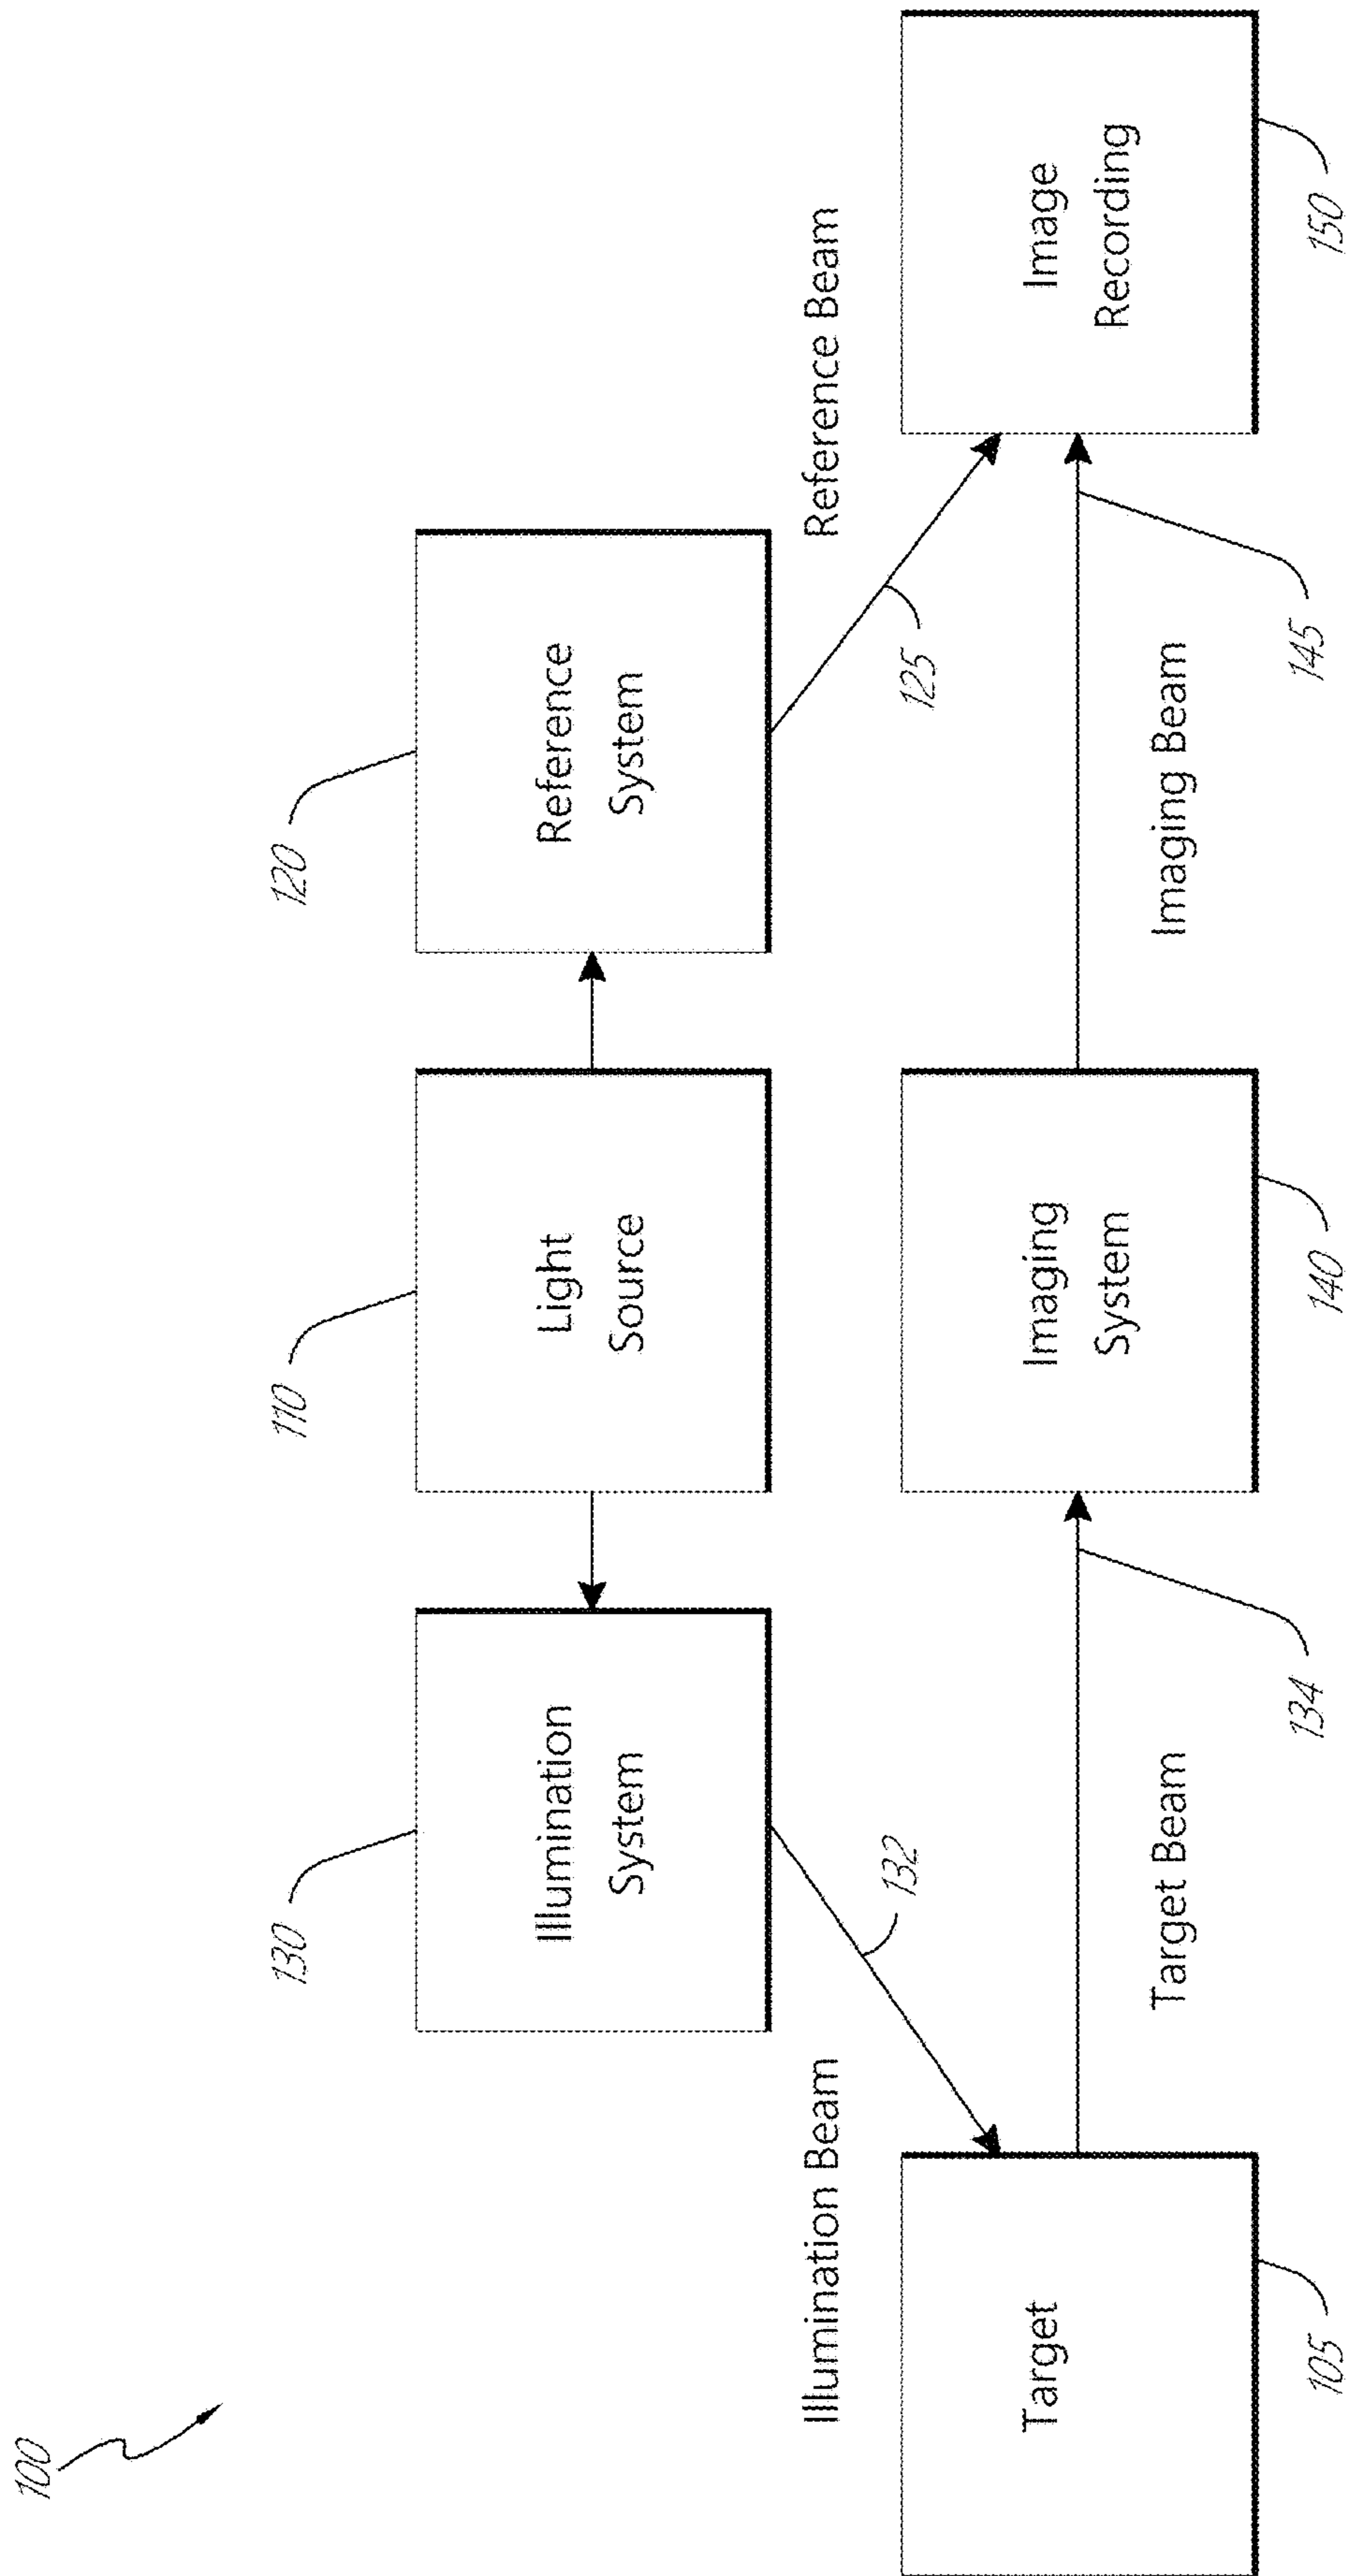 100
130
110
120
Illumination
System
Light
Source
Reference
System
Illumination Beam
132
125
Reference Beam
Target
Imaging
System
Image
Recording
Target Beam
Imaging Beam
105
134
140
145
150